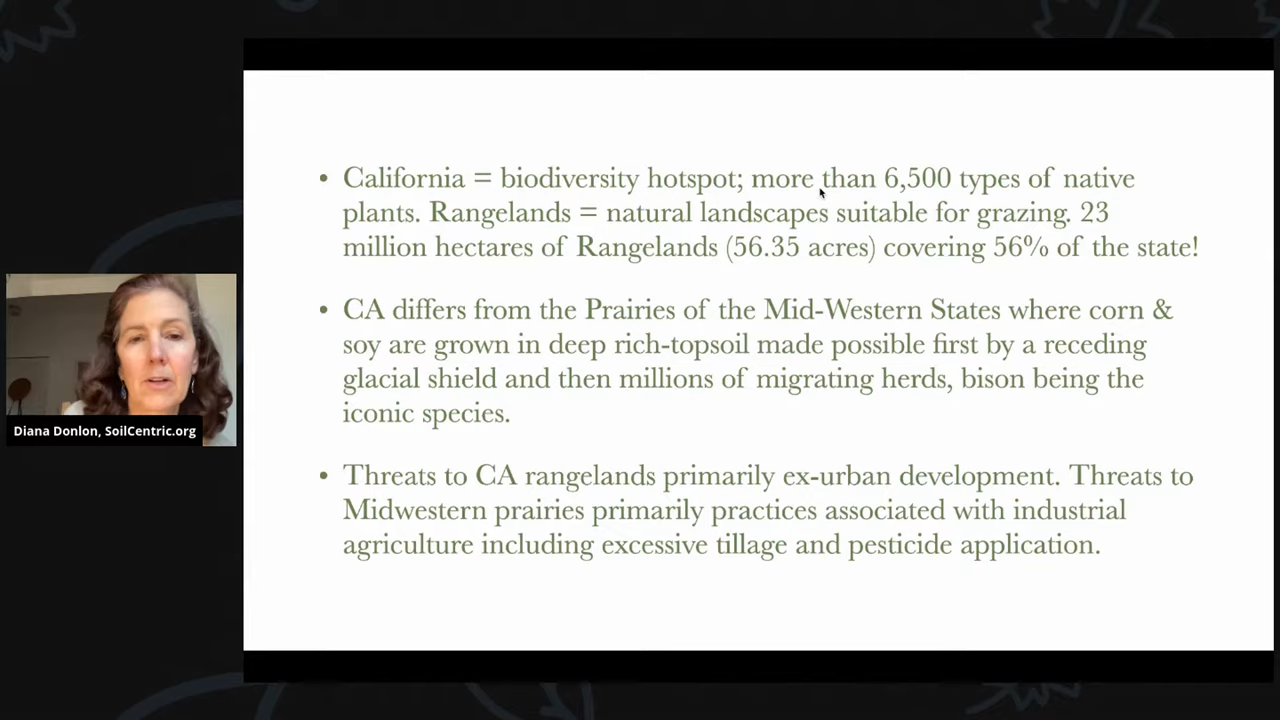 • California = biodiversity hotspot; more than 6,500 types of native
plants. Rangelands = natural landscapes suitable for grazing. 23
million hectares of Rangelands (56.35 acres) covering 56% of the state!
• CA differs from the Prairies of the Mid-Western States where corn &
soy are grown in deep rich-topsoil made possible first by a receding
glacial shield and then millions of migrating herds, bison being the
iconic species.
• Threats to CA rangelands primarily ex-urban development. Threats to
Midwestern prairies primarily practices associated with industrial
agriculture including excessive tillage and pesticide application.
Diana Donlon, SoilCentric.org